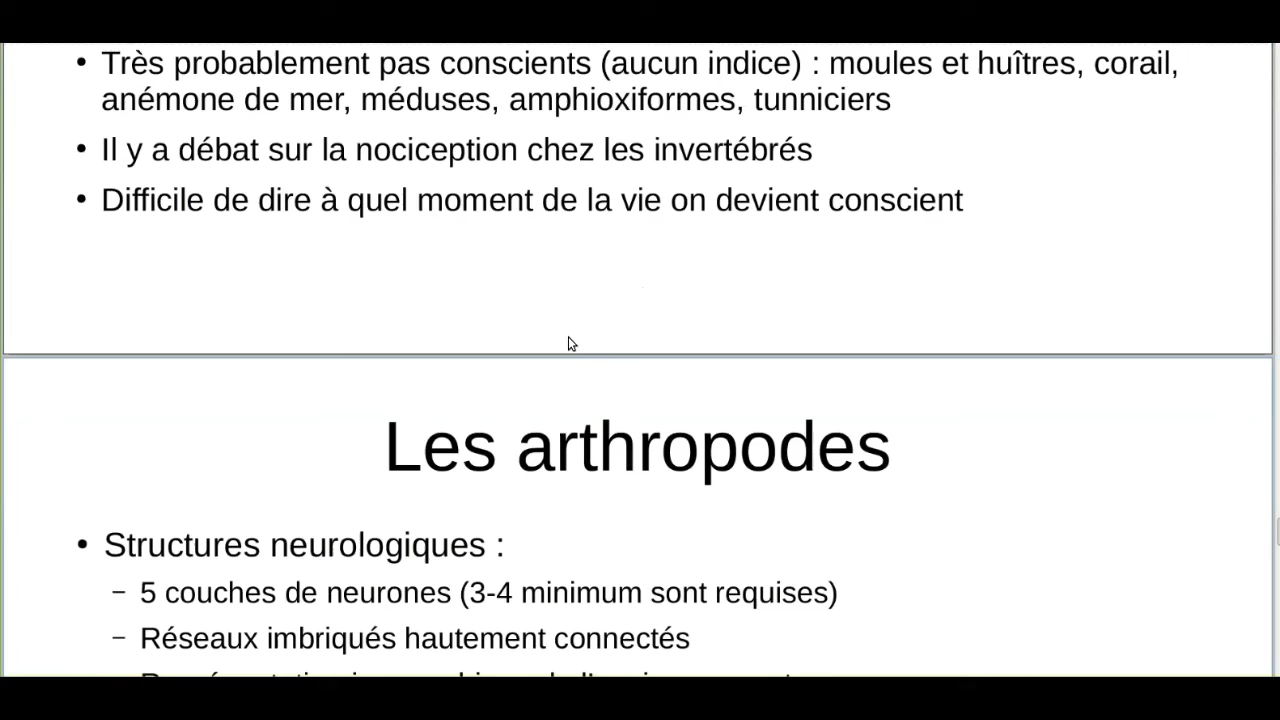 • Très probablement pas conscients (aucun indice) : moules et huîtres, corail,
anémone de mer, méduses, amphioxiformes, tunniciers
• Il y a débat sur la nociception chez les invertébrés
• Difficile de dire à quel moment de la vie on devient conscient
Les arthropodes
• Structures neurologiques :
– 5 couches de neurones (3-4 minimum sont requises)
– Réseaux imbriqués hautement connectés